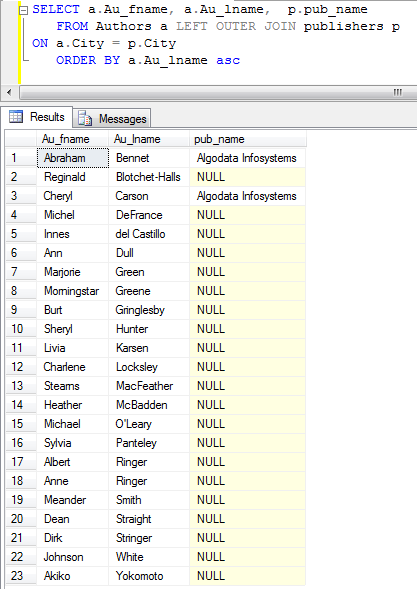 SELECT a.Au_fname, a.Au_lname, p.pub_name
FROM Authors a LEFT OUTER JOIN publishers p
ON a.City = p.City
ORDER BY a.Au_lname asc
Results Messages
Au_fname Au_lname pub_name
1 Abraham Bennet Algodata Infosystems
2 Reginald Blotchet-Halls NULL
3 Cheryl Carson Algodata Infosystems
4 Michel DeFrance NULL
5 Innes del Castillo NULL
6 Ann Dull NULL
7 Marjorie Green NULL
8 Morningstar Greene NULL
9 Burt Gringlesby NULL
10 Sheryl Hunter NULL
11 Livia Karsen NULL
12 Charlene Locksley NULL
13 Stearns MacFeather NULL
14 Heather McBadden NULL
15 Michael O'Leary NULL
16 Sylvia Panteley NULL
17 Albert Ringer NULL
18 Anne Ringer NULL
19 Meander Smith NULL
20 Dean Straight NULL
21 Dirk Stringer NULL
22 Johnson White NULL
23 Akiko Yokomoto NULL